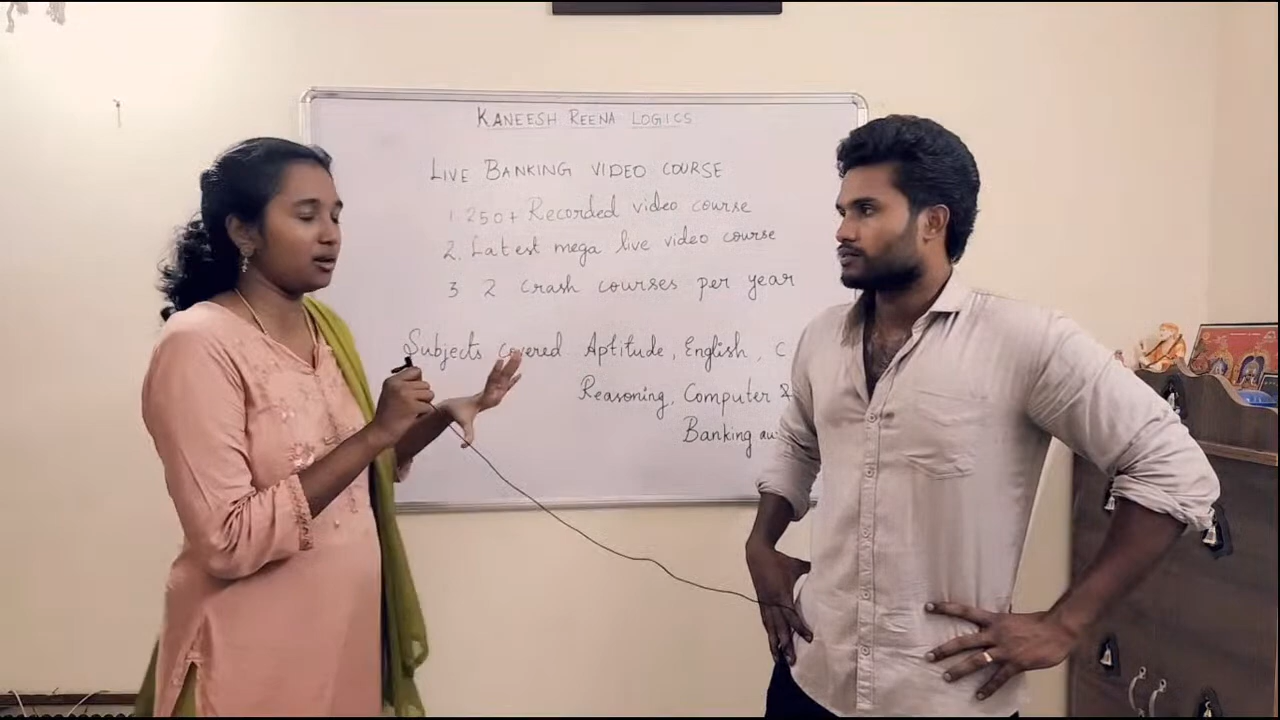 KANEESH REENA LOGICS
LIVE BANKING VIDEO COURSE
1. 250+ Recorded video course
2. Latest mega live video course
3 2 crash courses per year
Subjects covered Aptitude, English, C
Reasoning, Computer &
Banking